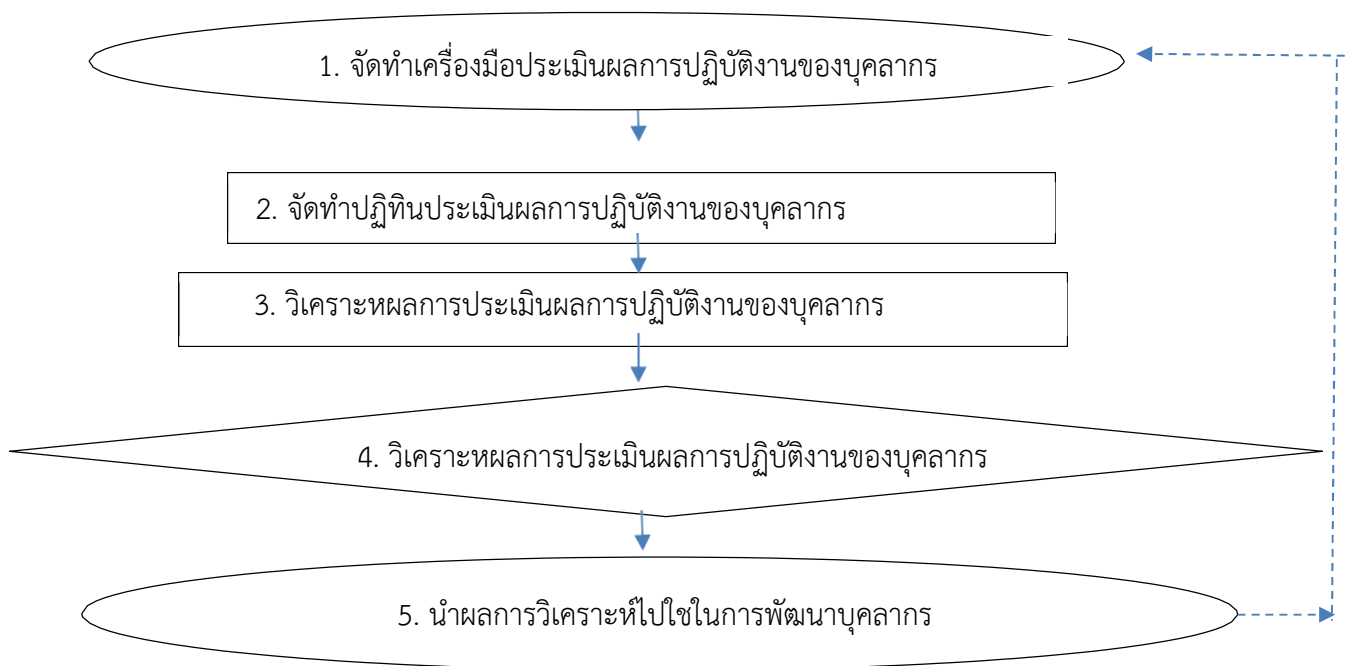 1. จัดทำเครื่องมือประเมินผลการปฏิบัติงานของบุคลากร
2. จัดทำปฏิทินประเมินผลการปฏิบัติงานของบุคลากร
3. วิเคราะหผลการประเมินผลการปฏิบัติงานของบุคลากร
4. วิเคราะหผลการประเมินผลการปฏิบัติงานของบุคลากร
5. นำผลการวิเคราะห์ไปใชในการพัฒนาบุคลากร